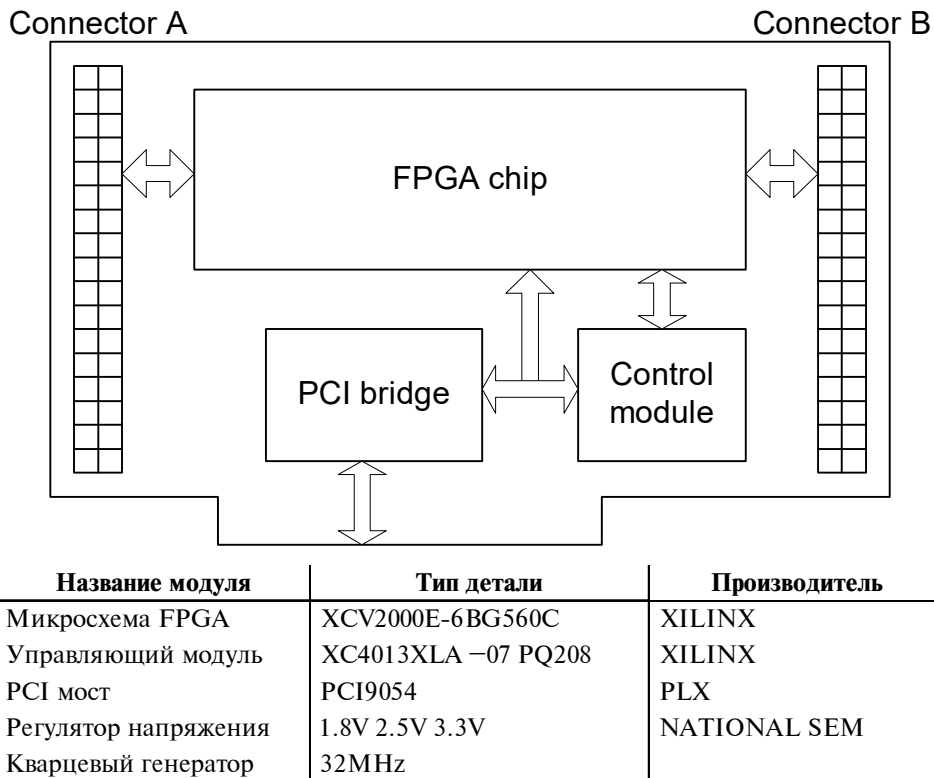 Connector A
Connector B
FPGA chip
PCI bridge
Control
module
Название модуля Тип детали Производитель
Микросхема FPGA XCV2000E-6BG560C XILINX
Управляющий модуль XC4013XLA –07 PQ208 XILINX
PCI мост PCI9054 PLX
Регулятор напряжения 1.8V 2.5V 3.3V NATIONAL SEM
Кварцевый генератор 32MHz